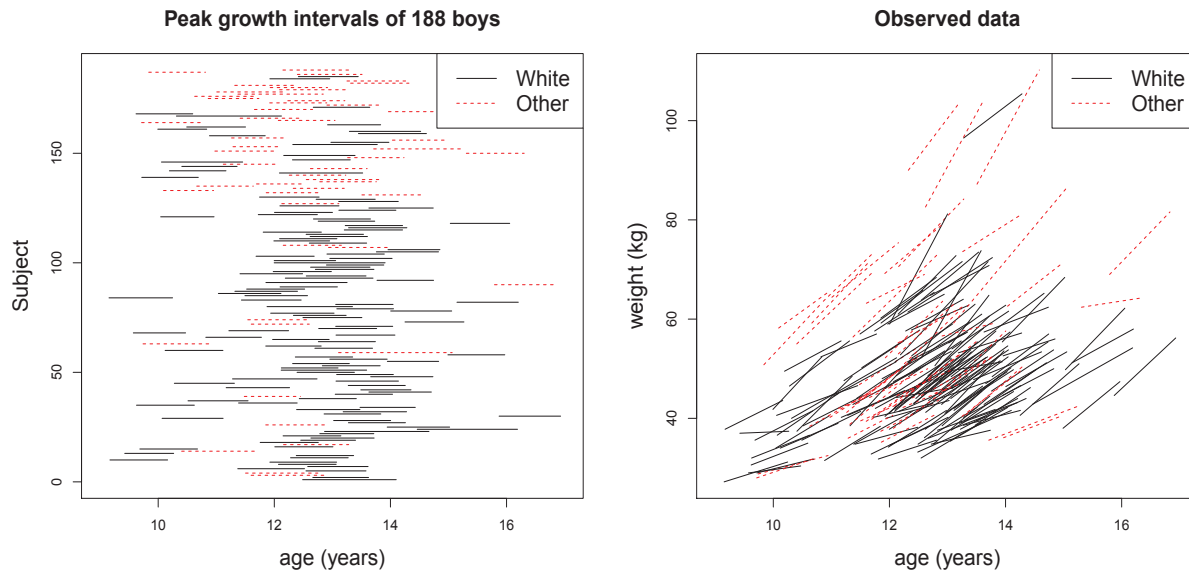 Peak growth intervals of 188 boys
White
Other
150
100
50
0
Subject
10 12 14 16
age (years)
Observed data
White
Other
100
80
60
40
weight (kg)
10 12 14 16
age (years)